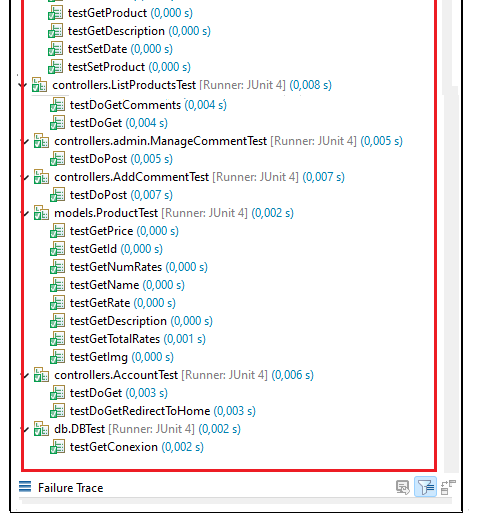 testGetProduct (0,000 s)
testGetDescription (0,000 s)
testSetDate (0,000 s)
testSetProduct (0,000 s)
controllers.ListProductsTest [Runner: JUnit 4] (0,008 s)
testDoGetComments (0,004 s)
testDoGet (0,004 s)
controllers.admin.ManageCommentTest [Runner: JUnit 4] (0,005 s)
testDoPost (0,005 s)
controllers.AddCommentTest [Runner: JUnit 4] (0,007 s)
testDoPost (0,007 s)
models.ProductTest [Runner: JUnit 4] (0,002 s)
testGetPrice (0,000 s)
testGetId (0,000 s)
testGetNumRates (0,000 s)
testGetName (0,000 s)
testGetRate (0,000 s)
testGetDescription (0,000 s)
testGetTotalRates (0,001 s)
testGetImg (0,000 s)
controllers.AccountTest [Runner: JUnit 4] (0,006 s)
testDoGet (0,003 s)
testDoGetRedirectToHome (0,003 s)
db.DBTest [Runner: JUnit 4] (0,002 s)
testGetConexion (0,002 s)
Failure Trace